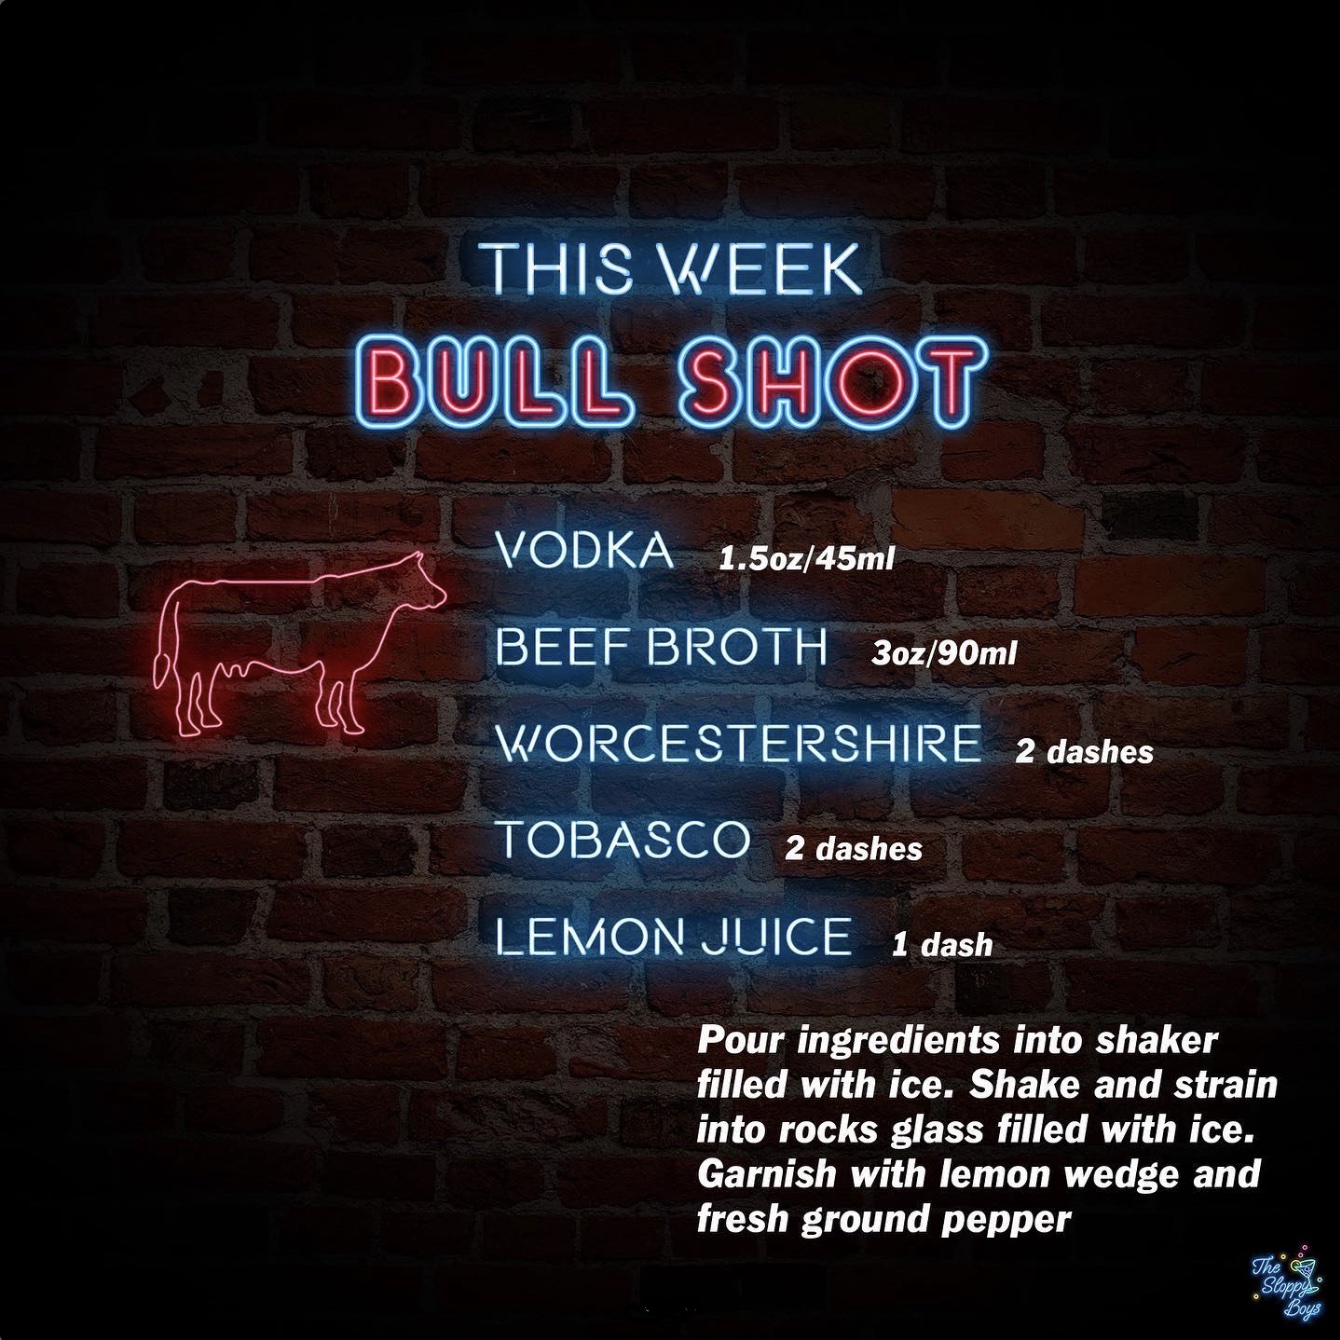 THIS WEEK
BULL SHOT
VODKA 1.5oz/45ml
BEEF BROTH 3oz/90ml
WORCESTERSHIRE 2 dashes
TOBASCO 2 dashes
LEMON JUICE 1 dash
Pour ingredients into shaker
filled with ice. Shake and strain
into rocks glass filled with ice.
Garnish with lemon wedge and
fresh ground pepper
The
Sloppy
Boys